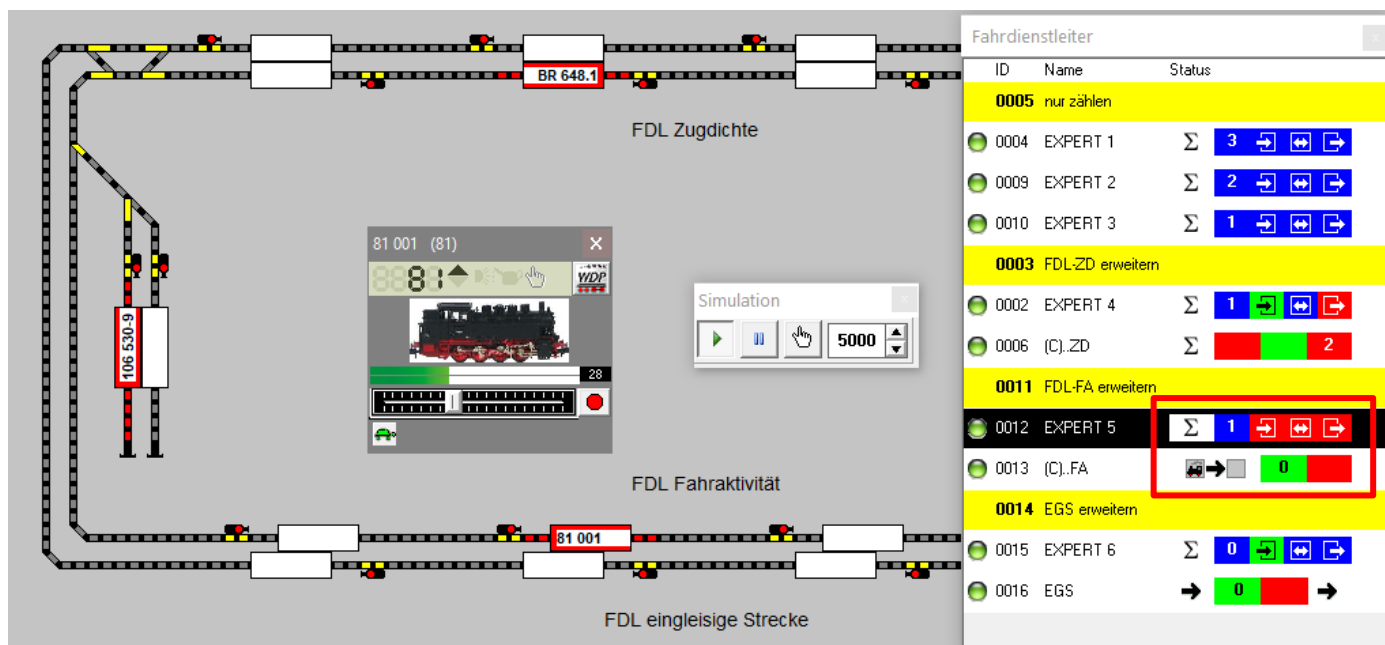 BR 648.1
FDL Zugdichte
106 530-9
81 001 (81)
81
WDP
28
Simulation
5000
FDL Fahraktivität
81 001
FDL eingleisige Strecke
Fahrdienstleiter
ID Name Status
0005 nur zählen
0004 EXPERT 1 Σ 3
0009 EXPERT 2 Σ 2
0010 EXPERT 3 Σ 1
0003 FDL-ZD erweitern
0002 EXPERT 4 Σ 1
0006 (C)..ZD Σ 2
0011 FDL-FA erweitern
0012 EXPERT 5 Σ 1
0013 (C)..FA 0
0014 EGS erweitern
0015 EXPERT 6 Σ 0
0016 EGS 0